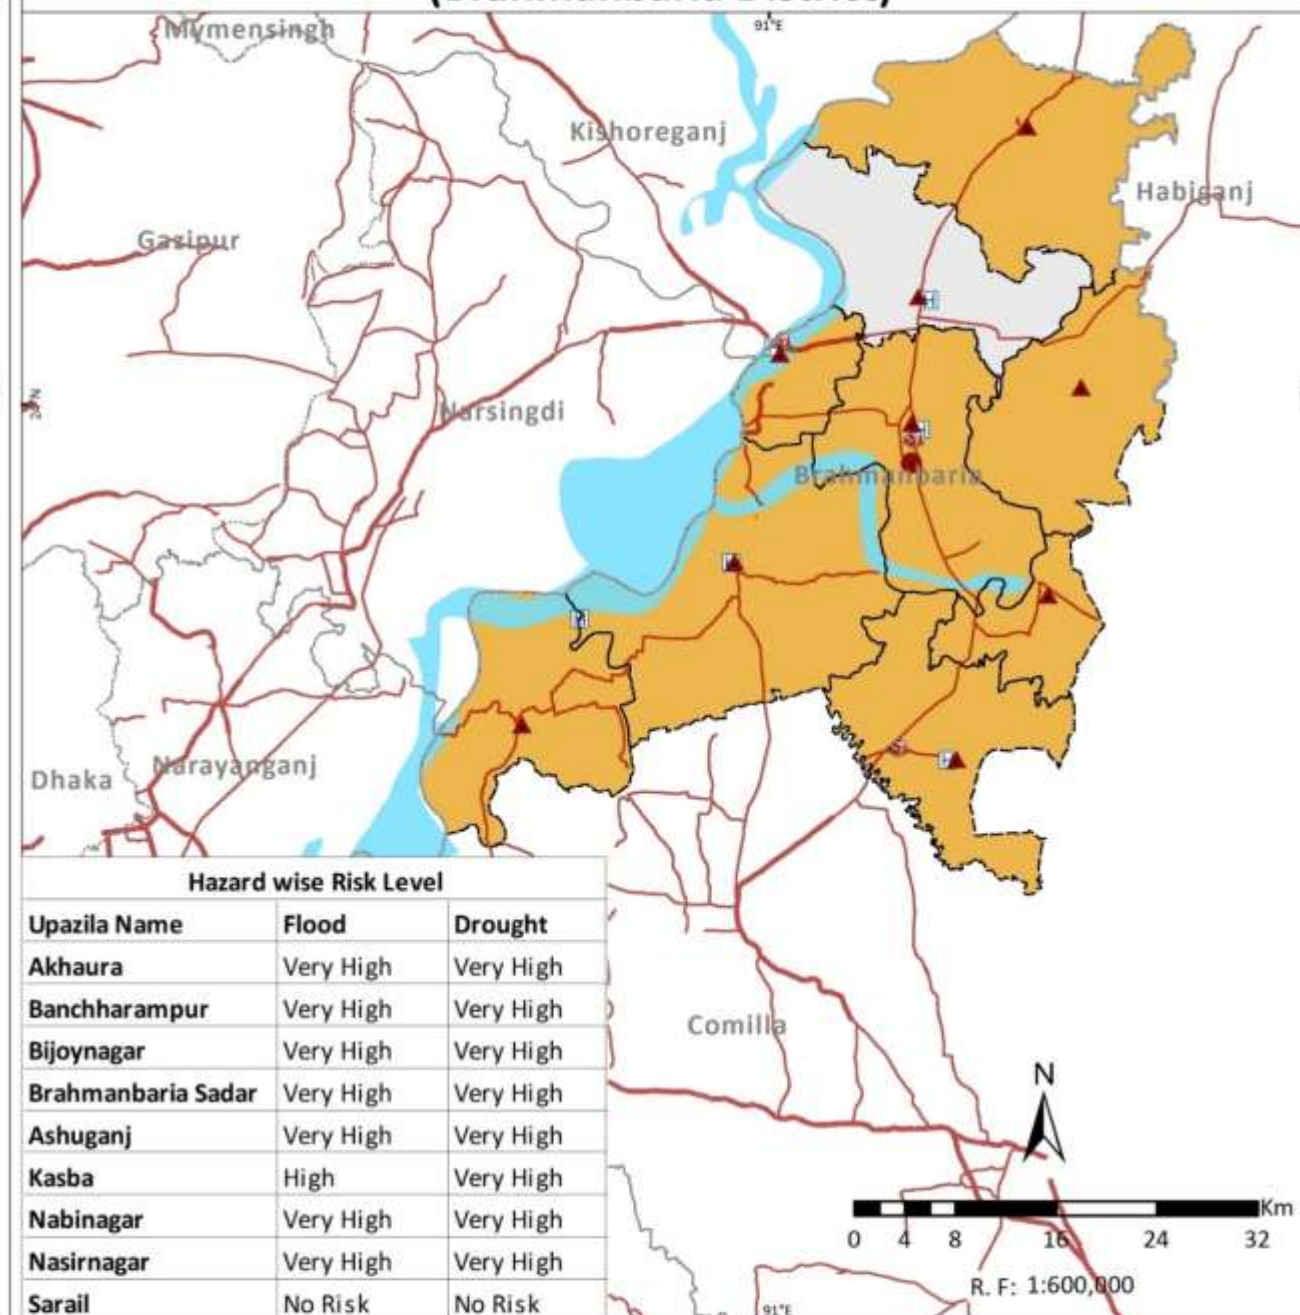 91°E
Mymensingh
Kishoreganj
Habiganj
Gazipur
Narsingdi
Brahmanbaria
Dhaka
Narayanganj
Comilla
Hazard wise Risk Level
Upazila Name Flood Drought
Akhaura Very High Very High
Banchharampur Very High Very High
Bijoynagar Very High Very High
Brahmanbaria Sadar Very High Very High
Ashuganj Very High Very High
Kasba High Very High
Nabinagar Very High Very High
Nasirnagar Very High Very High
Sarail No Risk No Risk
N
Km
0 4 8 16 24 32
R. F: 1:600,000
91°E